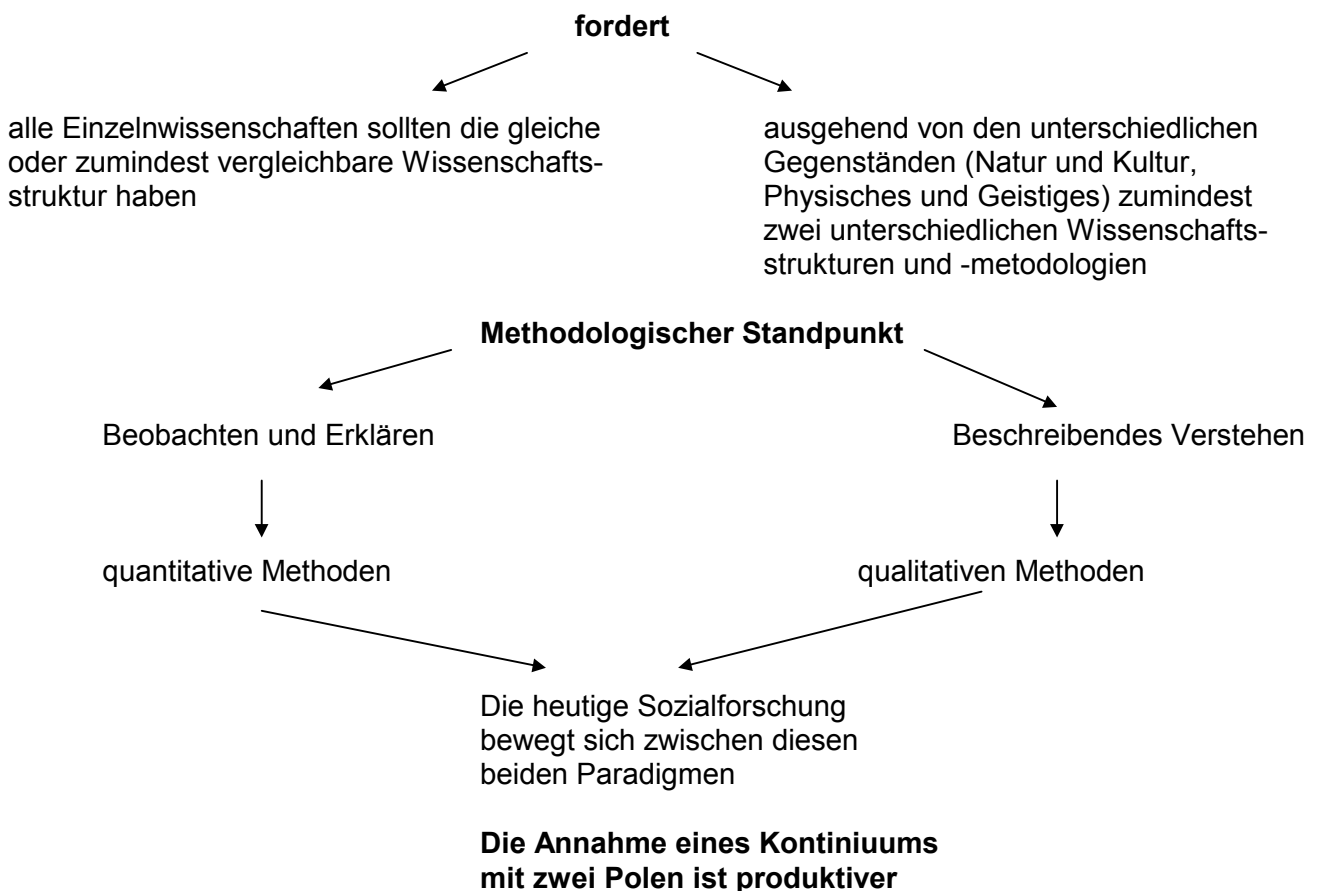 fordert
alle Einzelnwissenschaften sollten die gleiche
oder zumindest vergleichbare Wissenschafts-
struktur haben
ausgehend von den unterschiedlichen
Gegenständen (Natur und Kultur,
Physisches und Geistiges) zumindest
zwei unterschiedlichen Wissenschafts-
strukturen und -metodologien
Methodologischer Standpunkt
Beobachten und Erklären
Beschreibendes Verstehen
quantitative Methoden
qualitativen Methoden
Die heutige Sozialforschung
bewegt sich zwischen diesen
beiden Paradigmen
Die Annahme eines Kontiniuums
mit zwei Polen ist produktiver